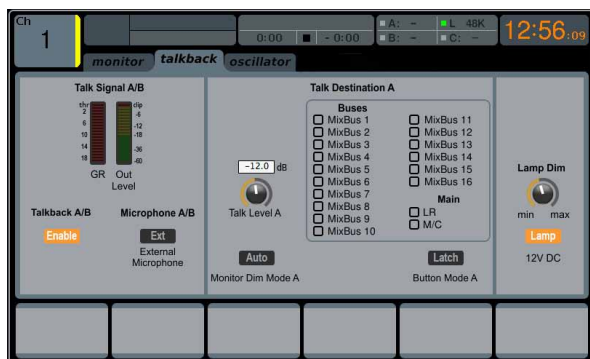 Ch
1
0:00 - 0:00
A: - L 48K
B: - C: -
12:56:09
monitor talkback oscillator
Talk Signal A/B
thr clip
2 -6
6 -12
10 -18
14 -36
18 -60
GR Out
Level
Talkback A/B Microphone A/B
Enable Ext
External
Microphone
Talk Destination A
-12.0 dB
Talk Level A
Auto
Monitor Dim Mode A
Buses
MixBus 1 MixBus 11
MixBus 2 MixBus 12
MixBus 3 MixBus 13
MixBus 4 MixBus 14
MixBus 5 MixBus 15
MixBus 6 MixBus 16
MixBus 7
MixBus 8
MixBus 9
MixBus 10
Main
LR
M/C
Latch
Button Mode A
Lamp Dim
min max
Lamp
12V DC